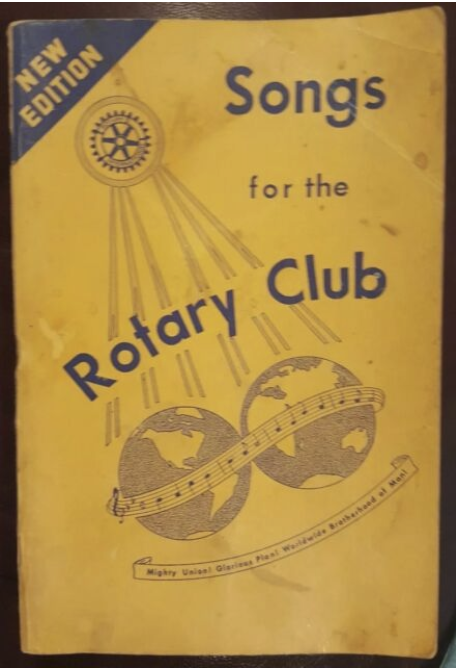 NEW
EDITION
Songs
for the
Rotary Club
Mighty Union! Glorious Plan! Worldwide Brotherhood of Man!